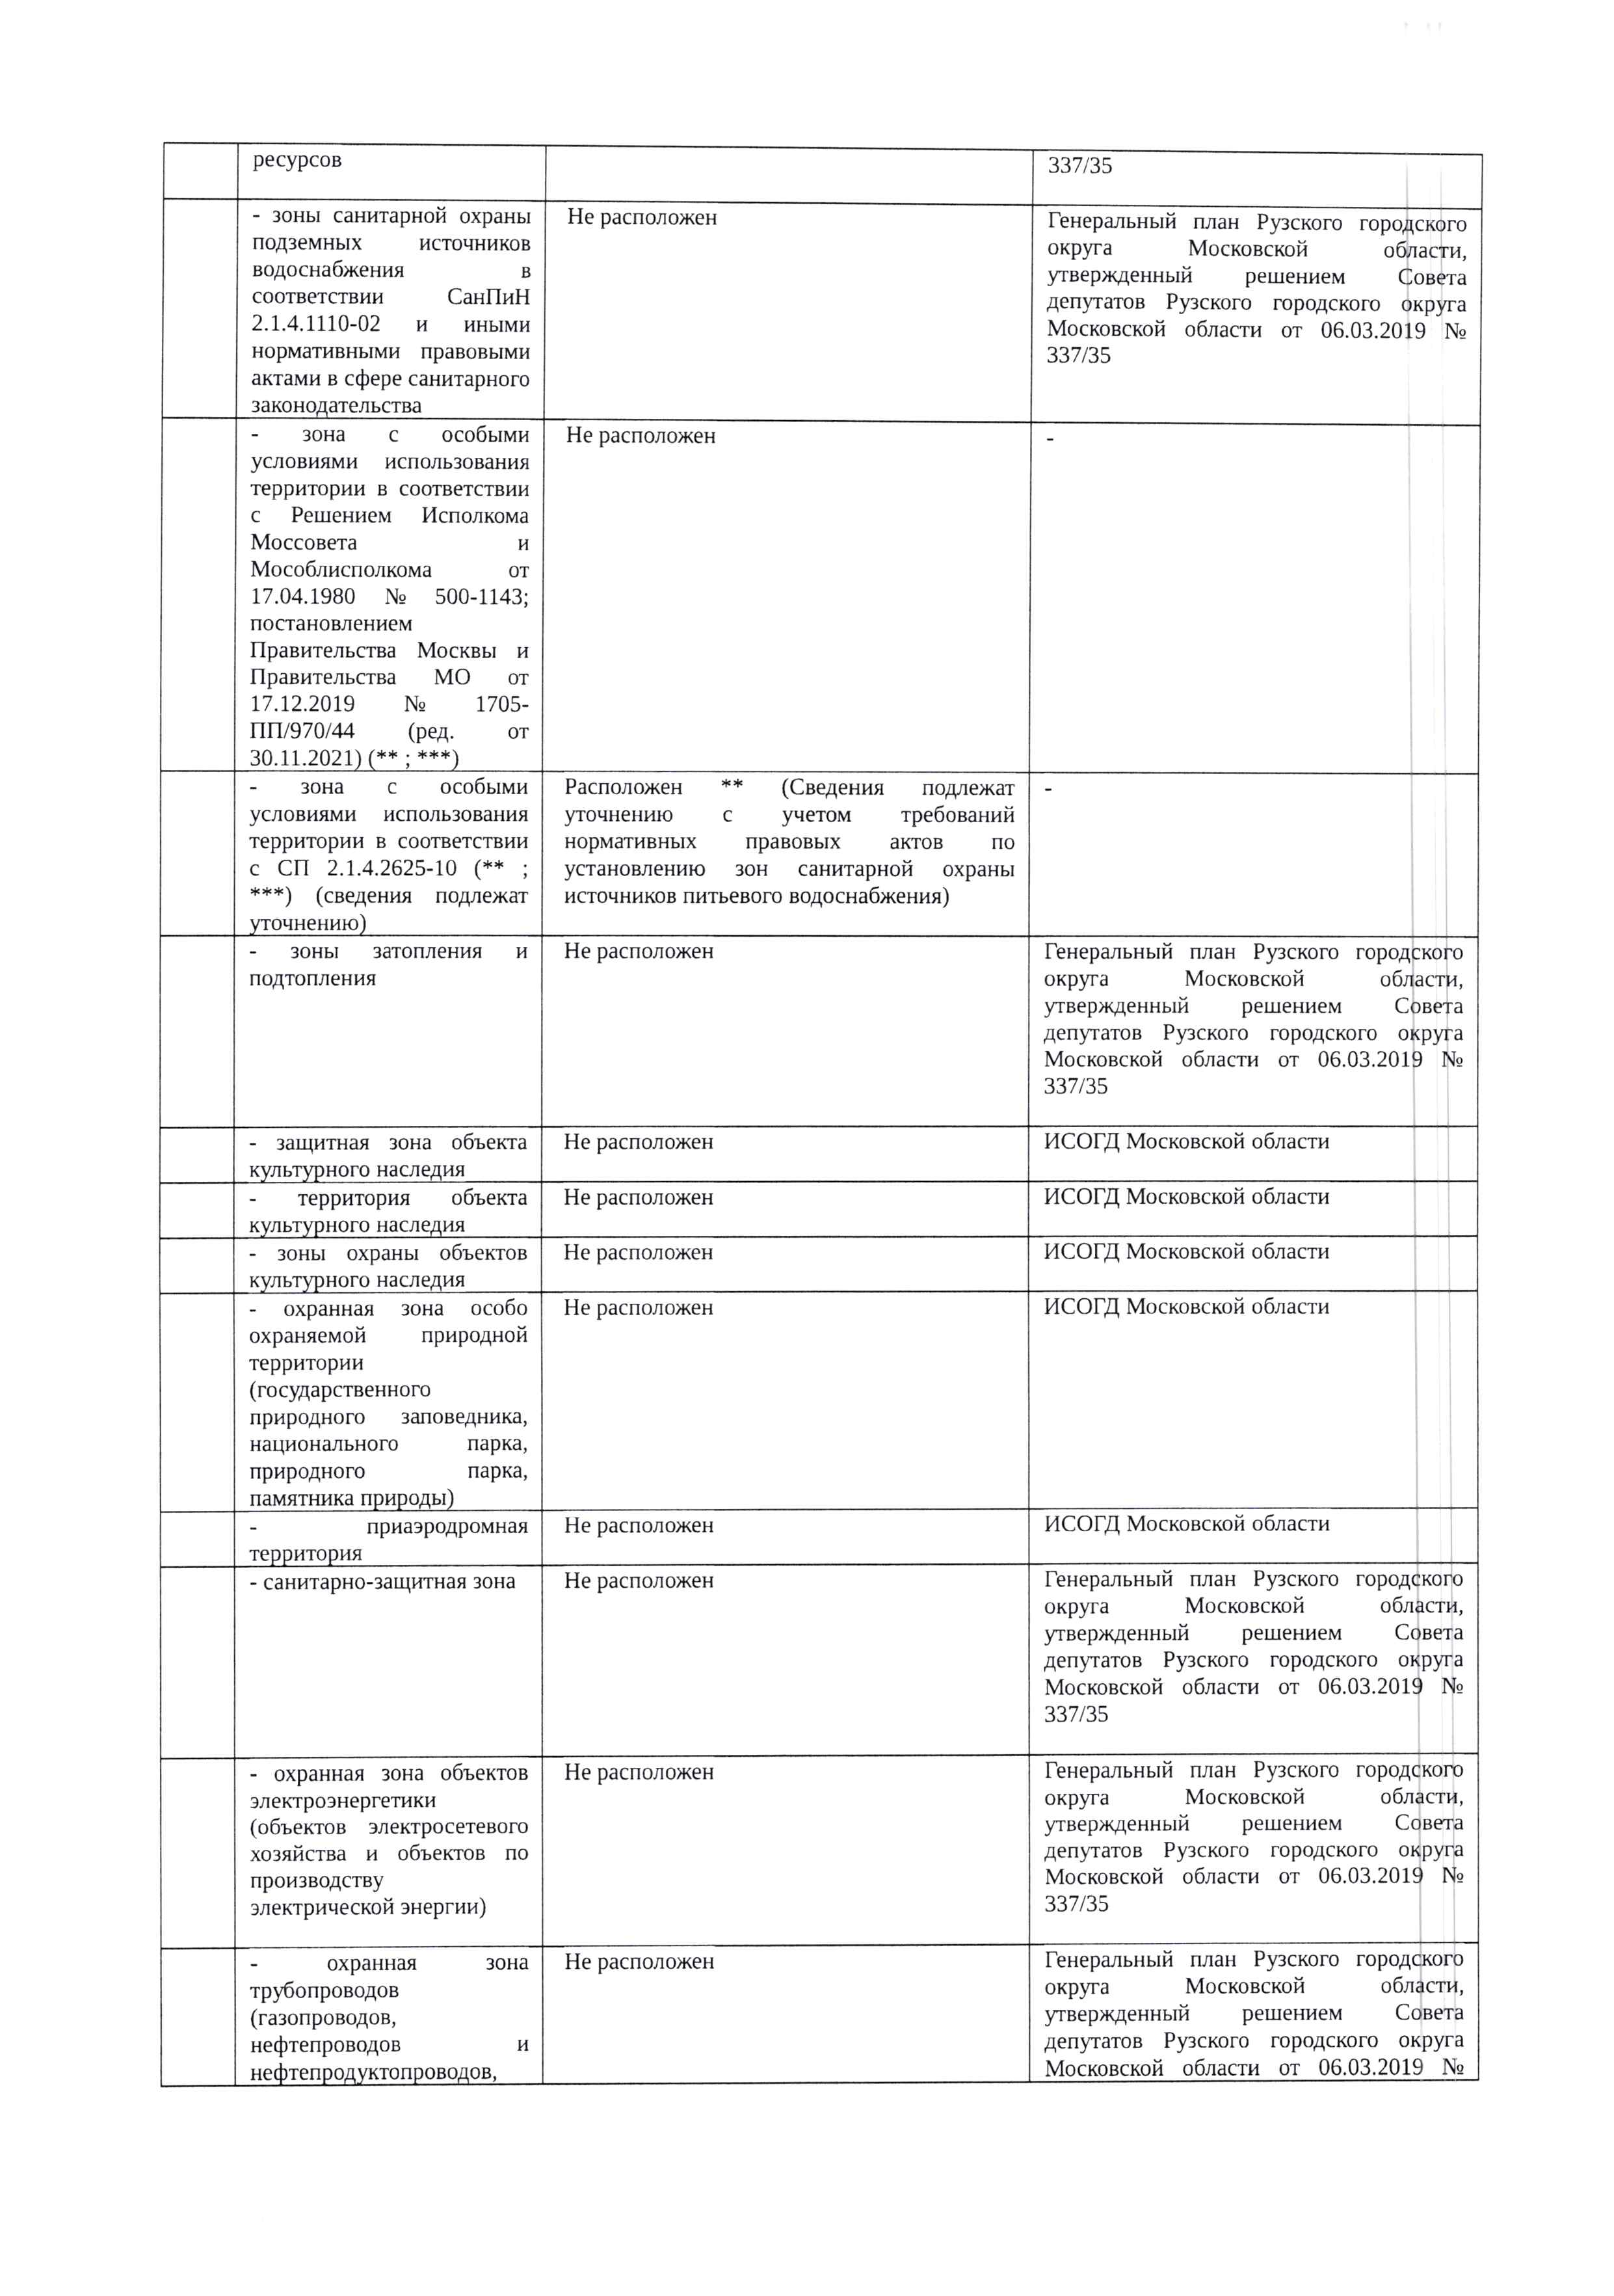 ресурсов
337/35
- зоны санитарной охраны
подземных источников
водоснабжения в
соответствии СанПиН
2.1.4.1110-02 и иными
нормативными правовыми
актами в сфере санитарного
законодательства
Не расположен
Генеральный план Рузского городского
округа Московской области,
утвержденный решением Совета
депутатов Рузского городского округа
Московской области от 06.03.2019 №
337/35
- зона с особыми
условиями использования
территории в соответствии
с Решением Исполкома
Моссовета и
Мособлисполкома от
17.04.1980 № 500-1143;
постановлением
Правительства Москвы и
Правительства МО от
17.12.2019 № 1705-
ПП/970/44 (ред. от
30.11.2021) (** ; ***)
Не расположен
-
- зона с особыми
условиями использования
территории в соответствии
с СП 2.1.4.2625-10 (** ;
***) (сведения подлежат
уточнению)
Расположен ** (Сведения подлежат
уточнению с учетом требований
нормативных правовых актов по
установлению зон санитарной охраны
источников питьевого водоснабжения)
-
- зоны затопления и
подтопления
Не расположен
Генеральный план Рузского городского
округа Московской области,
утвержденный решением Совета
депутатов Рузского городского округа
Московской области от 06.03.2019 №
337/35
- защитная зона объекта
культурного наследия
Не расположен
ИСОГД Московской области
- территория объекта
культурного наследия
Не расположен
ИСОГД Московской области
- зоны охраны объектов
культурного наследия
Не расположен
ИСОГД Московской области
- охранная зона особо
охраняемой природной
территории
(государственного
природного заповедника,
национального парка,
природного парка,
памятника природы)
Не расположен
ИСОГД Московской области
- приаэродромная
территория
Не расположен
ИСОГД Московской области
- санитарно-защитная зона
Не расположен
Генеральный план Рузского городского
округа Московской области,
утвержденный решением Совета
депутатов Рузского городского округа
Московской области от 06.03.2019 №
337/35
- охранная зона объектов
электроэнергетики
(объектов электросетевого
хозяйства и объектов по
производству
электрической энергии)
Не расположен
Генеральный план Рузского городского
округа Московской области,
утвержденный решением Совета
депутатов Рузского городского округа
Московской области от 06.03.2019 №
337/35
- охранная зона
трубопроводов
(газопроводов,
нефтепроводов и
нефтепродуктопроводов,
Не расположен
Генеральный план Рузского городского
округа Московской области,
утвержденный решением Совета
депутатов Рузского городского округа
Московской области от 06.03.2019 №